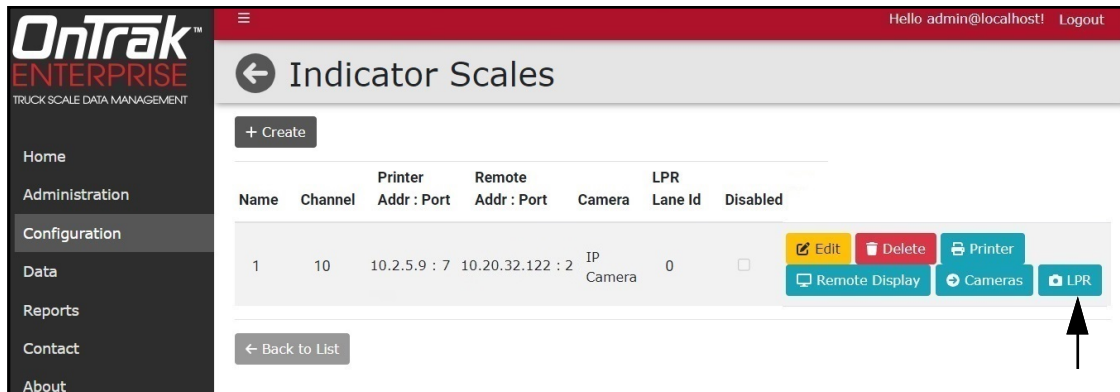 OnTrak™
ENTERPRISE
TRUCK SCALE DATA MANAGEMENT
Home
Administration
Configuration
Data
Reports
Contact
About
Hello admin@localhost! Logout
Indicator Scales
+ Create
Name Channel Printer Addr : Port Remote Addr : Port Camera LPR Lane Id Disabled
1 10 10.2.5.9 : 7 10.20.32.122 : 2 IP Camera 0
Edit Delete Printer
Remote Display Cameras LPR
← Back to List